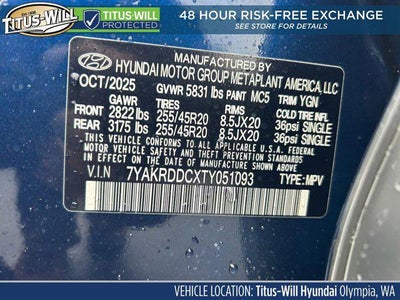 TITUS-WILL
TITUS-WILL
PROTECTED
48 HOUR RISK-FREE EXCHANGE
SEE STORE FOR DETAILS
MANUFACTURED BY
HYUNDAI MOTOR GROUP METAPLANT AMERICA, LLC
OCT/2025 GVWR 5831 lbs PAINT MC5 TRIM YGN
GAWR TIRES RIMS COLD TIRE INFL
FRONT 2822 lbs 255/45R20 8.5JX20 36psi SINGLE
REAR 3175 lbs 255/45R20 8.5JX20 36psi SINGLE
THIS VEHICLE CONFORMS TO ALL APPLICABLE
FEDERAL MOTOR VEHICLE SAFETY, BUMPER,
AND THEFT PREVENTION STANDARDS IN EFFECT ON
THE DATE OF MANUFACTURE SHOWN ABOVE.
V.I.N 7YAKRDDCXTY051093 TYPE: MPV
VEHICLE LOCATION: Titus-Will Hyundai Olympia, WA